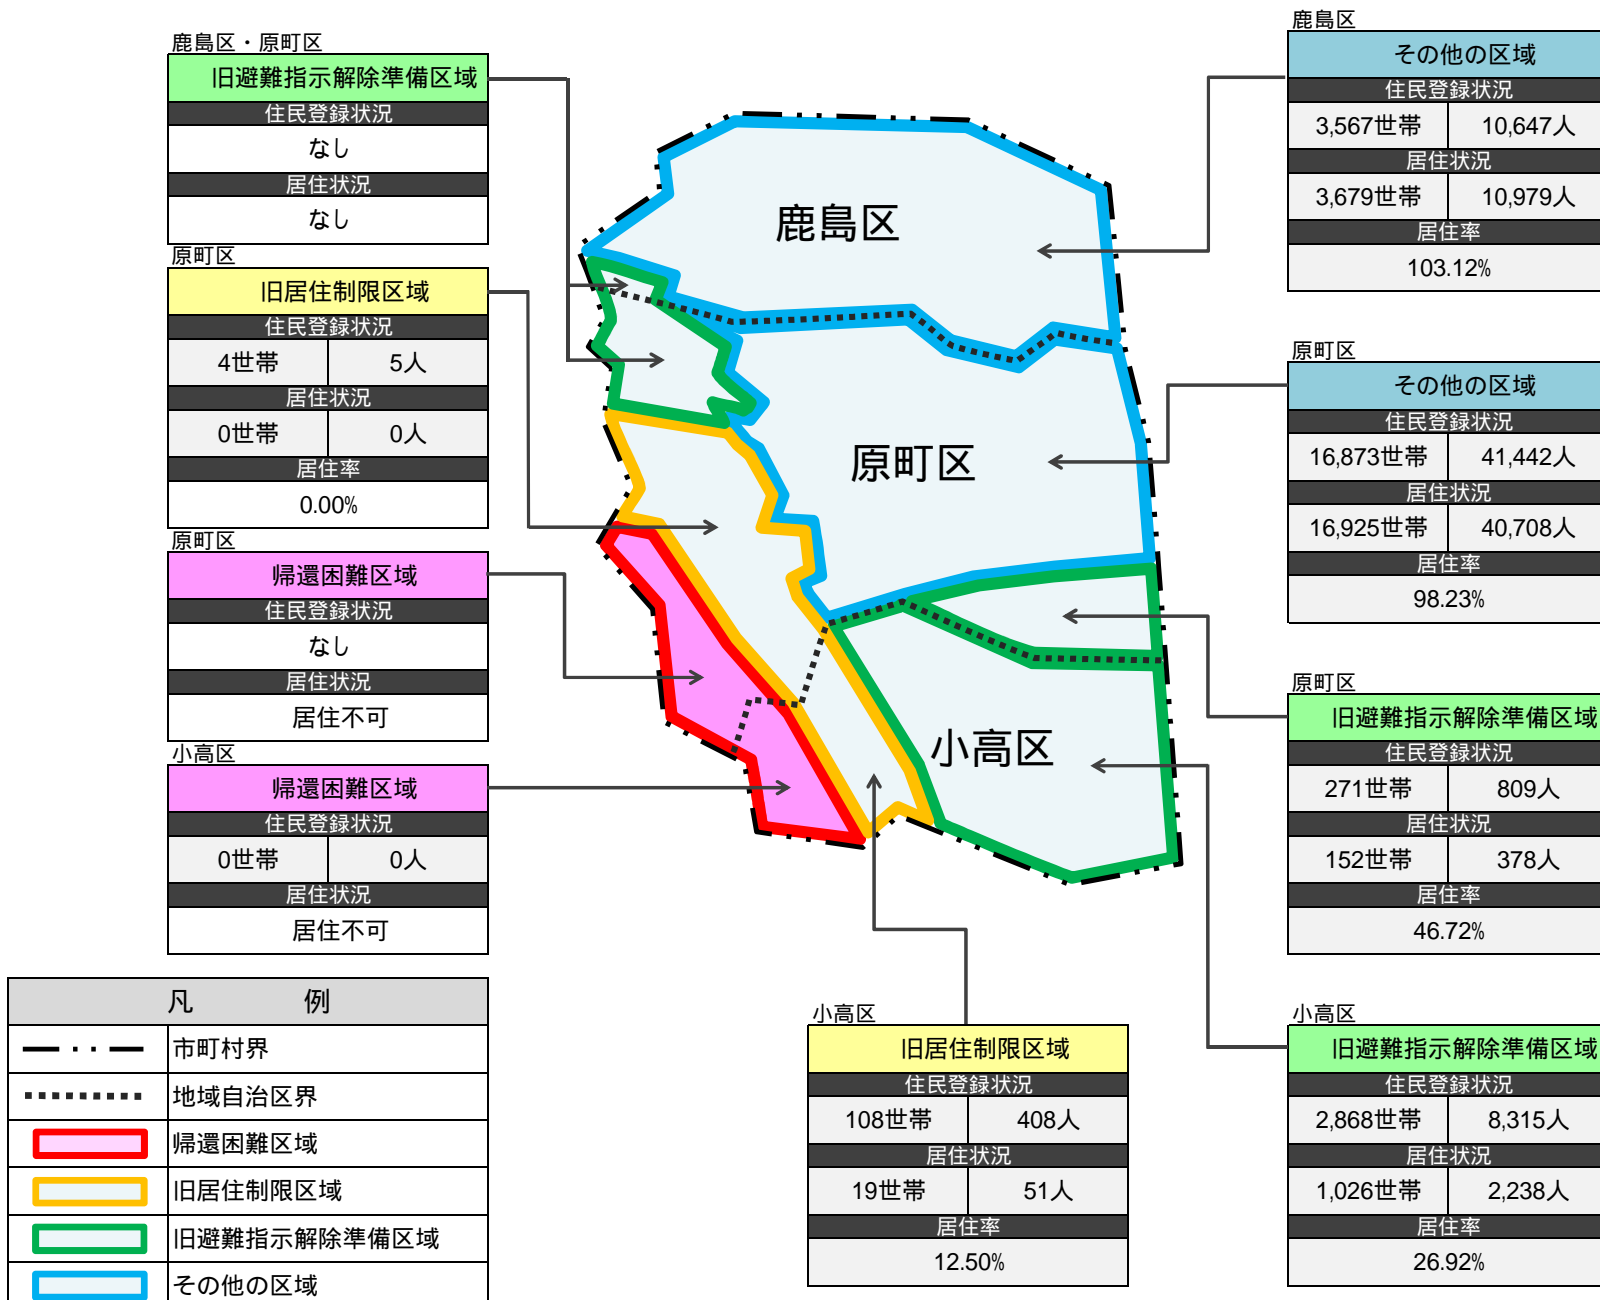 鹿島区・原町区
旧避難指示解除準備区域
住民登録状況
なし
居住状況
なし
原町区
旧居住制限区域
住民登録状況
4世帯 5人
居住状況
0世帯 0人
居住率
0.00%
原町区
帰還困難区域
住民登録状況
なし
居住状況
居住不可
小高区
帰還困難区域
住民登録状況
0世帯 0人
居住状況
居住不可
凡 例
市町村界
地域自治区界
帰還困難区域
旧居住制限区域
旧避難指示解除準備区域
その他の区域
鹿島区
原町区
小高区
小高区
旧居住制限区域
住民登録状況
108世帯 408人
居住状況
19世帯 51人
居住率
12.50%
鹿島区
その他の区域
住民登録状況
3,567世帯 10,647人
居住状況
3,679世帯 10,979人
居住率
103.12%
原町区
その他の区域
住民登録状況
16,873世帯 41,442人
居住状況
16,925世帯 40,708人
居住率
98.23%
原町区
旧避難指示解除準備区域
住民登録状況
271世帯 809人
居住状況
152世帯 378人
居住率
46.72%
小高区
旧避難指示解除準備区域
住民登録状況
2,868世帯 8,315人
居住状況
1,026世帯 2,238人
居住率
26.92%